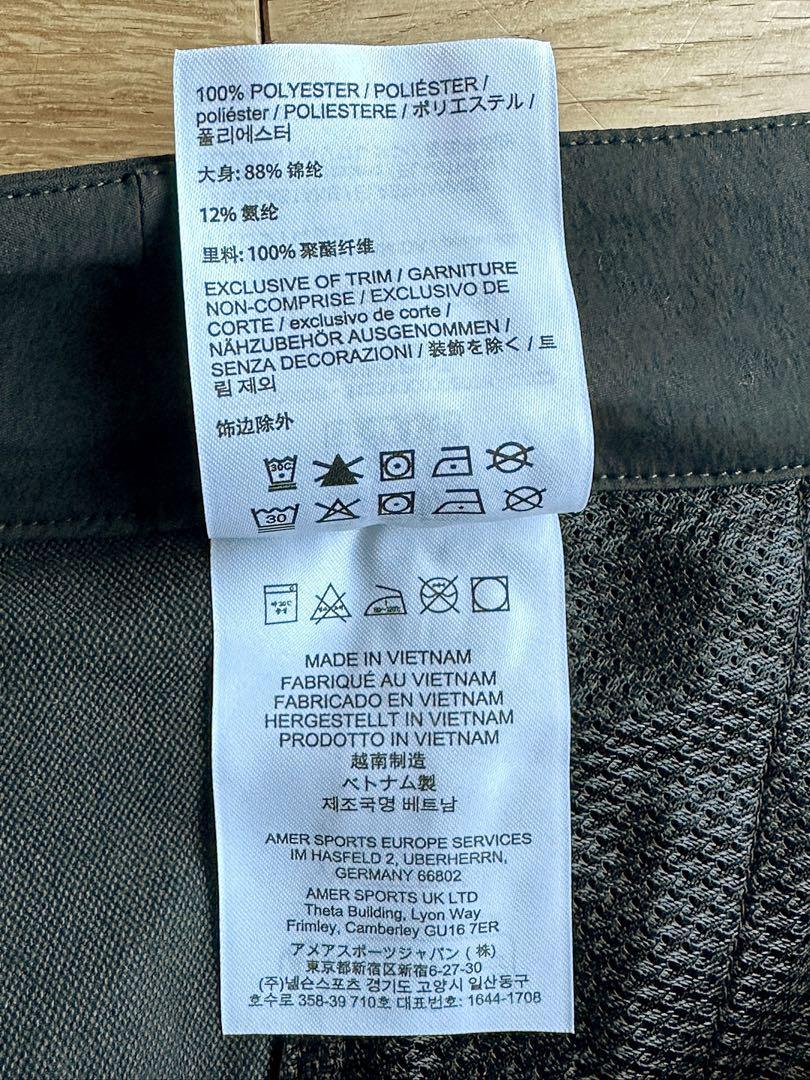 100% POLYESTER / POLIÉSTER /
poliéster / POLIESTERE / ポリエステル /
폴리에스터
大身: 88% 锦纶
12% 氨纶
里料: 100% 聚酯纤维
EXCLUSIVE OF TRIM / GARNITURE
NON-COMPRISE / EXCLUSIVO DE
CORTE / exclusivo de corte /
NÄHZUBEHÖR AUSGENOMMEN /
SENZA DECORAZIONI / 装飾を除く / 트
림 제외
饰边除外
30C
30
약 30℃
중성
80~120℃
MADE IN VIETNAM
FABRIQUÉ AU VIETNAM
FABRICADO EN VIETNAM
HERGESTELLT IN VIETNAM
PRODOTTO IN VIETNAM
越南制造
ベトナム製
제조국명 베트남
AMER SPORTS EUROPE SERVICES
IM HASFELD 2, UBERHERRN,
GERMANY 66802
AMER SPORTS UK LTD
Theta Building, Lyon Way
Frimley, Camberley GU16 7ER
アメアスポーツジャパン (株)
東京都新宿区新宿6-27-30
(주)넬슨스포츠 경기도 고양시 일산동구
호수로 358-39 710호 대표번호: 1644-1708